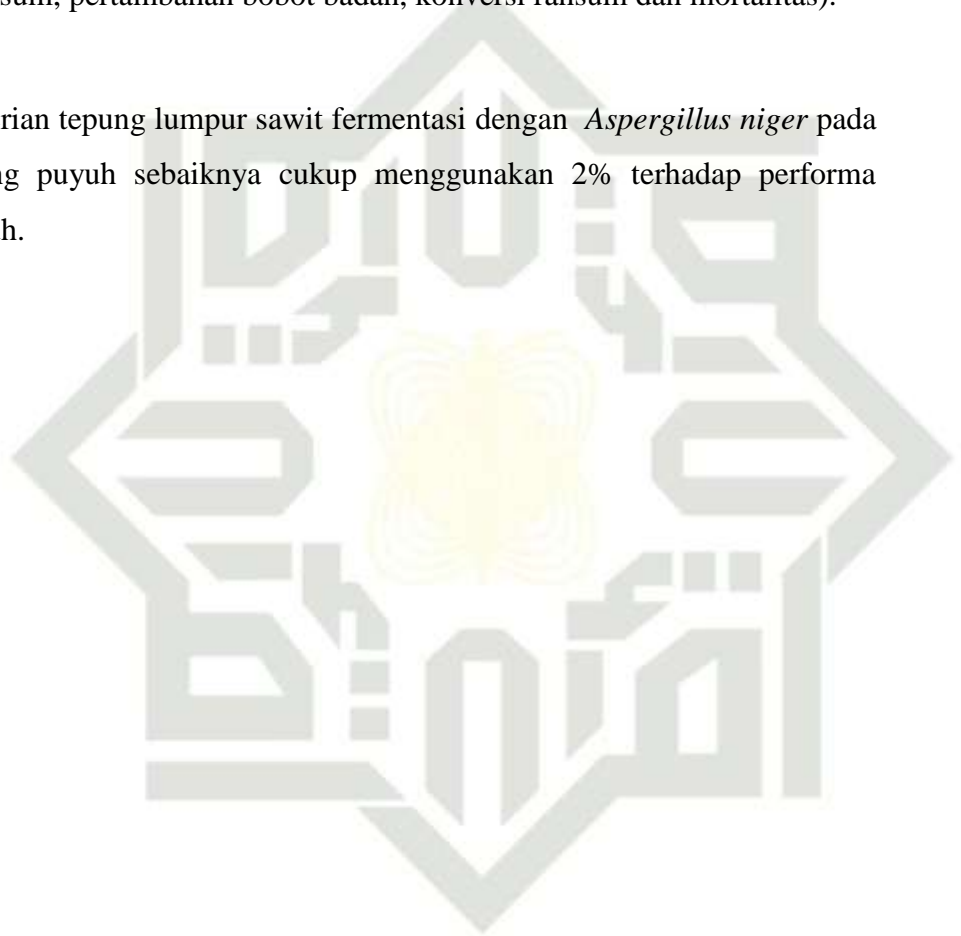 sum, pertambahan bobot badan, konversi ransum dan mortalitas).
rian tepung lumpur sawit fermentasi dengan Aspergillus niger pada
ng puyuh sebaiknya cukup menggunakan 2% terhadap performa
h.